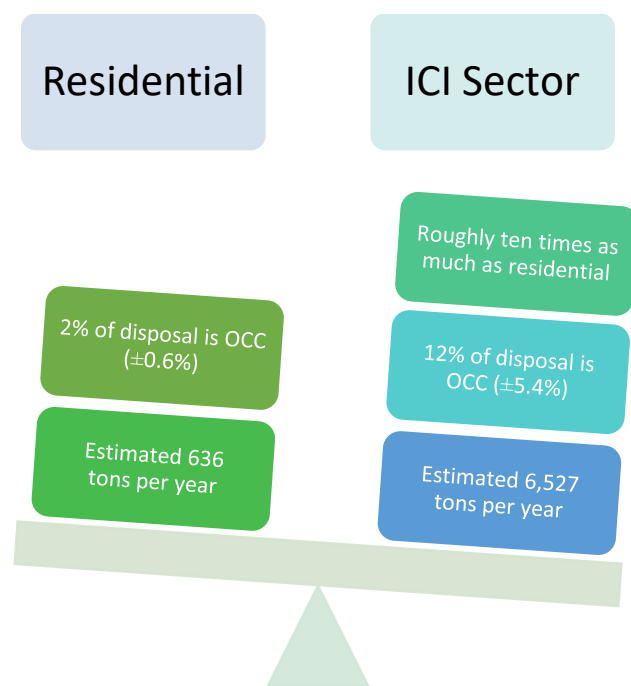 Residential
ICI Sector
Roughly ten times as
much as residential
2% of disposal is OCC
(±0.6%)
12% of disposal is
OCC (±5.4%)
Estimated 636
tons per year
Estimated 6,527
tons per year